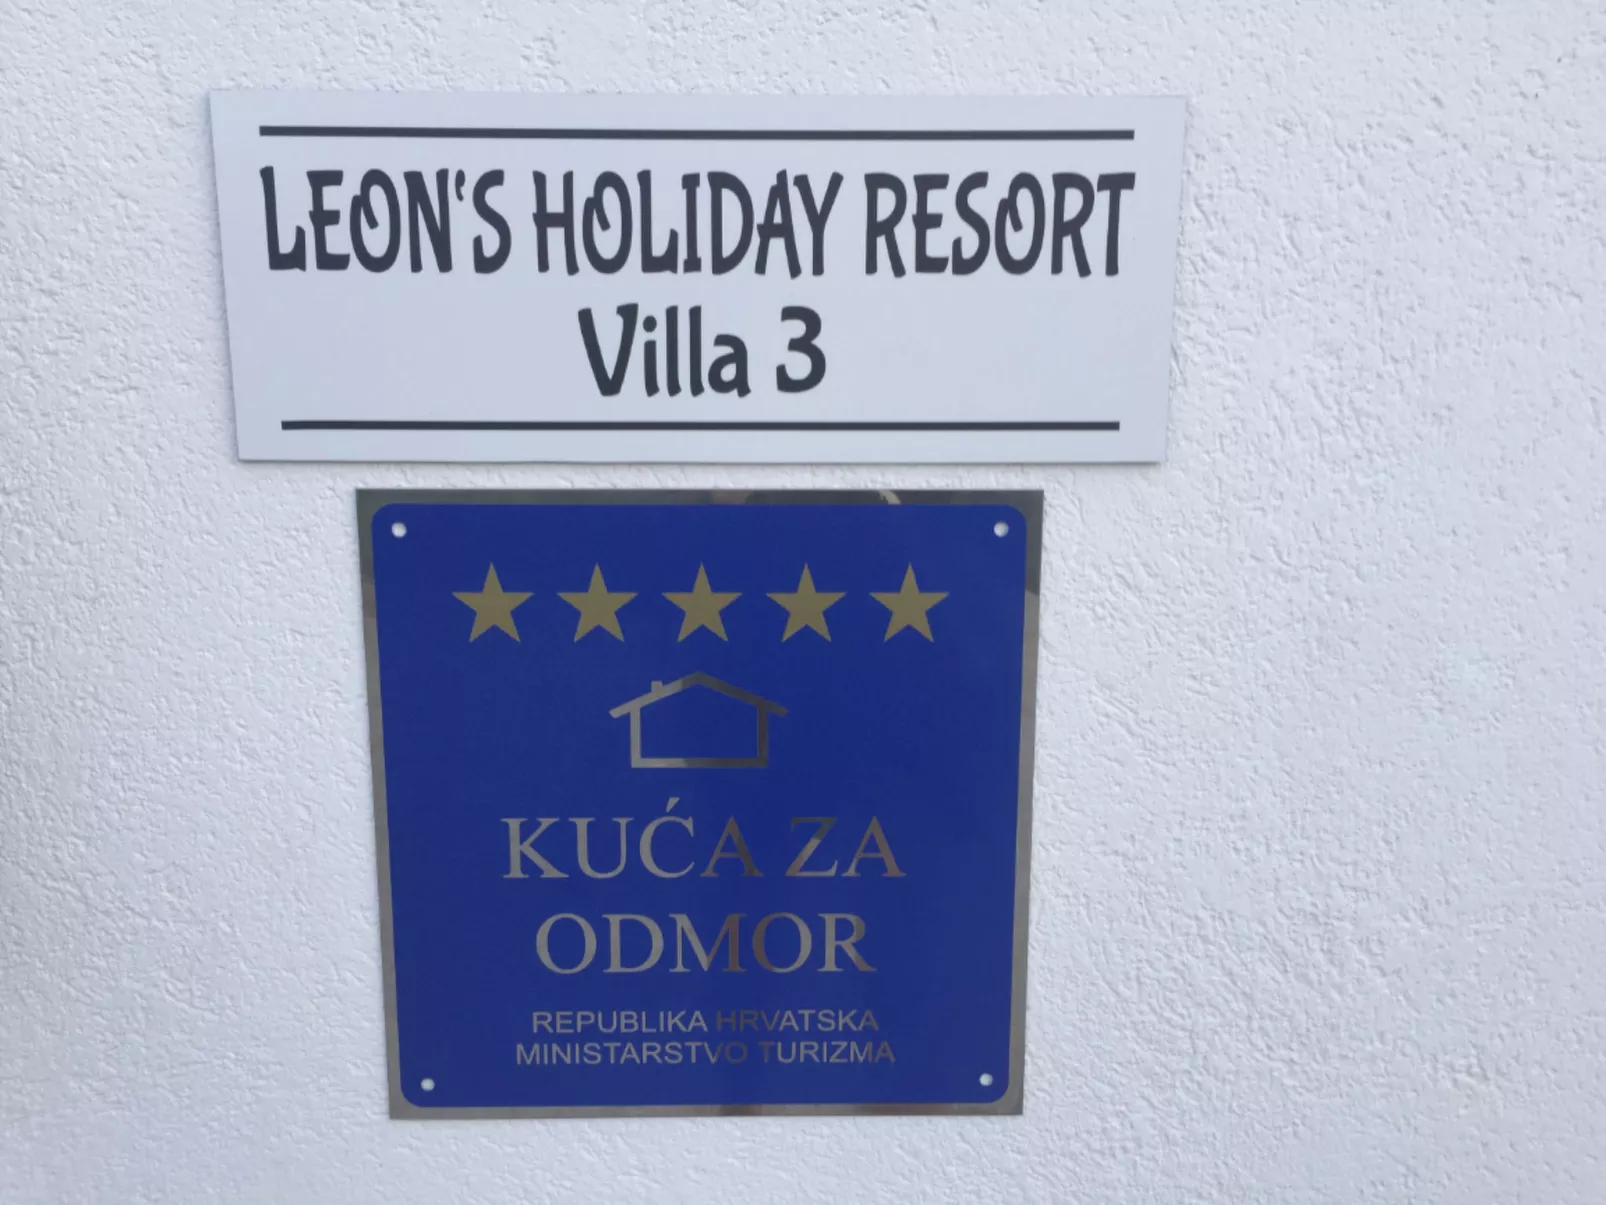 LEON‘S HOLIDAY RESORT
Villa 3
KUĆA ZA
ODMOR
REPUBLIKA HRVATSKA
MINISTARSTVO TURIZMA